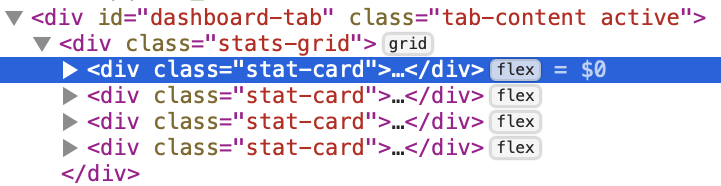 ▼<div id="dashboard-tab" class="tab-content active">
▼<div class="stats-grid"> grid
▶<div class="stat-card">…</div> flex = $0
▶<div class="stat-card">…</div> flex
▶<div class="stat-card">…</div> flex
▶<div class="stat-card">…</div> flex
</div>